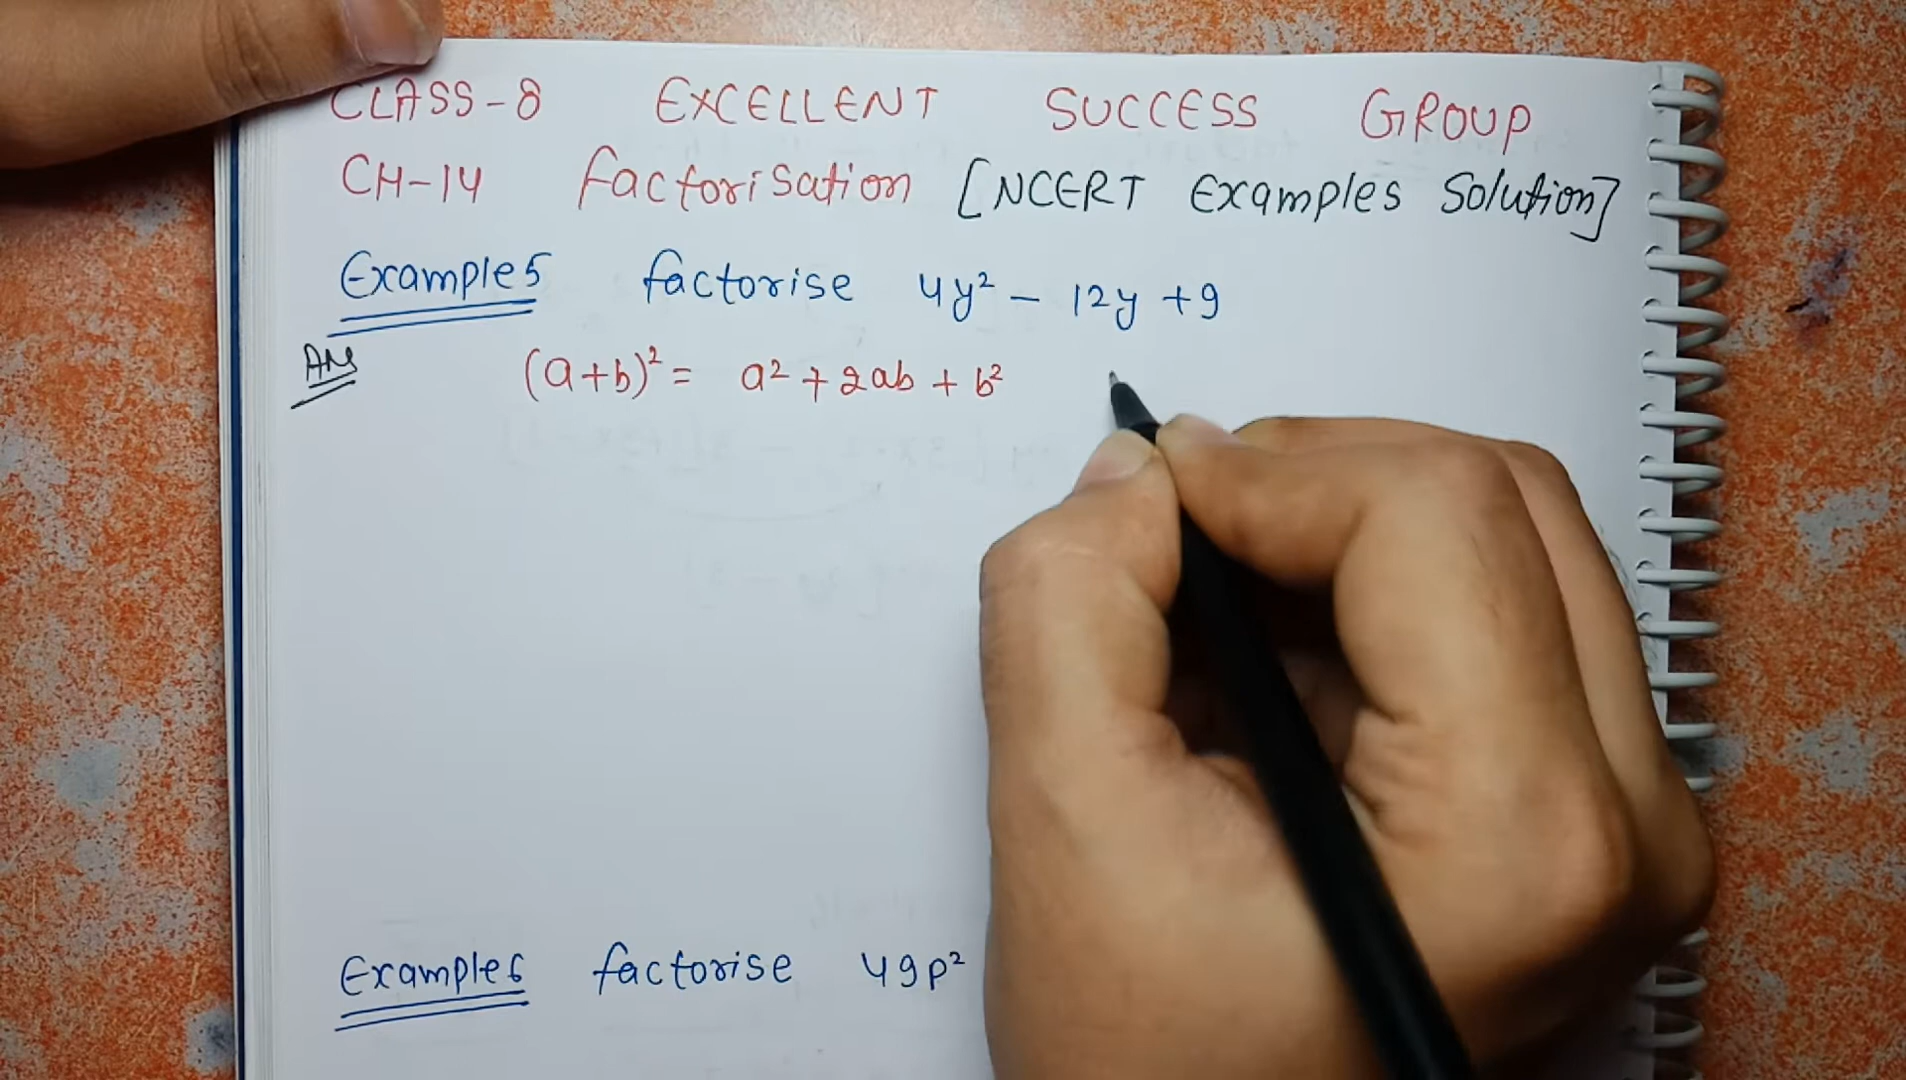 CLASS-8 EXCELLENT SUCCESS GROUP
CH-14 Factorisation [NCERT Examples Solution]
Example5 factorise 4y² - 12y + 9
Ans (a+b)² = a² + 2ab + b²
Example6 factorise 49p²